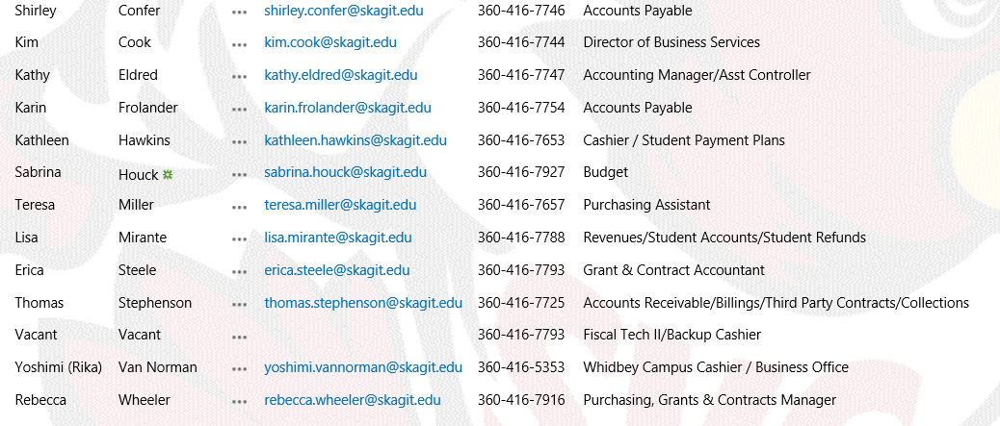 Shirley Confer ... shirley.confer@skagit.edu 360-416-7746 Accounts Payable
Kim Cook ... kim.cook@skagit.edu 360-416-7744 Director of Business Services
Kathy Eldred ... kathy.eldred@skagit.edu 360-416-7747 Accounting Manager/Asst Controller
Karin Frolander ... karin.frolander@skagit.edu 360-416-7754 Accounts Payable
Kathleen Hawkins ... kathleen.hawkins@skagit.edu 360-416-7653 Cashier / Student Payment Plans
Sabrina Houck ... sabrina.houck@skagit.edu 360-416-7927 Budget
Teresa Miller ... teresa.miller@skagit.edu 360-416-7657 Purchasing Assistant
Lisa Mirante ... lisa.mirante@skagit.edu 360-416-7788 Revenues/Student Accounts/Student Refunds
Erica Steele ... erica.steele@skagit.edu 360-416-7793 Grant & Contract Accountant
Thomas Stephenson ... thomas.stephenson@skagit.edu 360-416-7725 Accounts Receivable/Billings/Third Party Contracts/Collections
Vacant Vacant ... 360-416-7793 Fiscal Tech II/Backup Cashier
Yoshimi (Rika) Van Norman ... yoshimi.vannorman@skagit.edu 360-416-5353 Whidbey Campus Cashier / Business Office
Rebecca Wheeler ... rebecca.wheeler@skagit.edu 360-416-7916 Purchasing, Grants & Contracts Manager